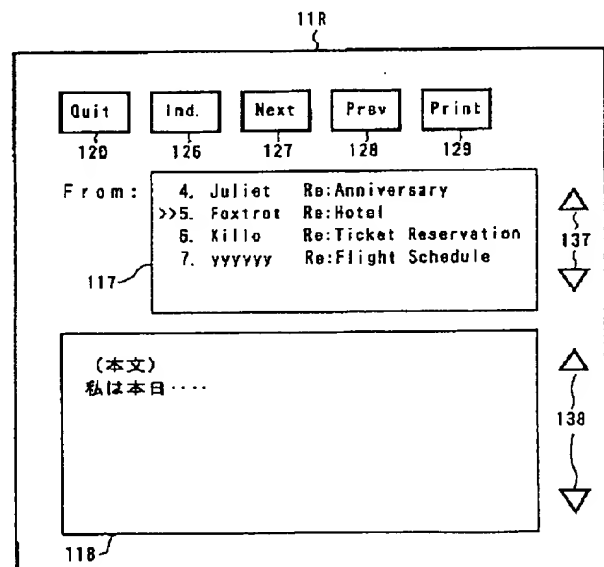 11R
Quit Ind. Next Prev Print
120 126 127 128 129
From:
4. Juliet Re:Anniversary
>>5. Foxtrot Re:Hotel
6. Killo Re:Ticket Reservation
7. yyyyyy Re:Flight Schedule
137
117
(本文)
私は本日‥‥
138
118